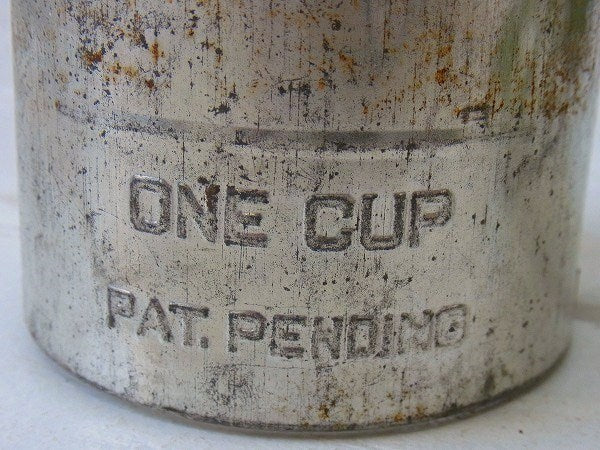 ONE CUP
PAT. PENDING